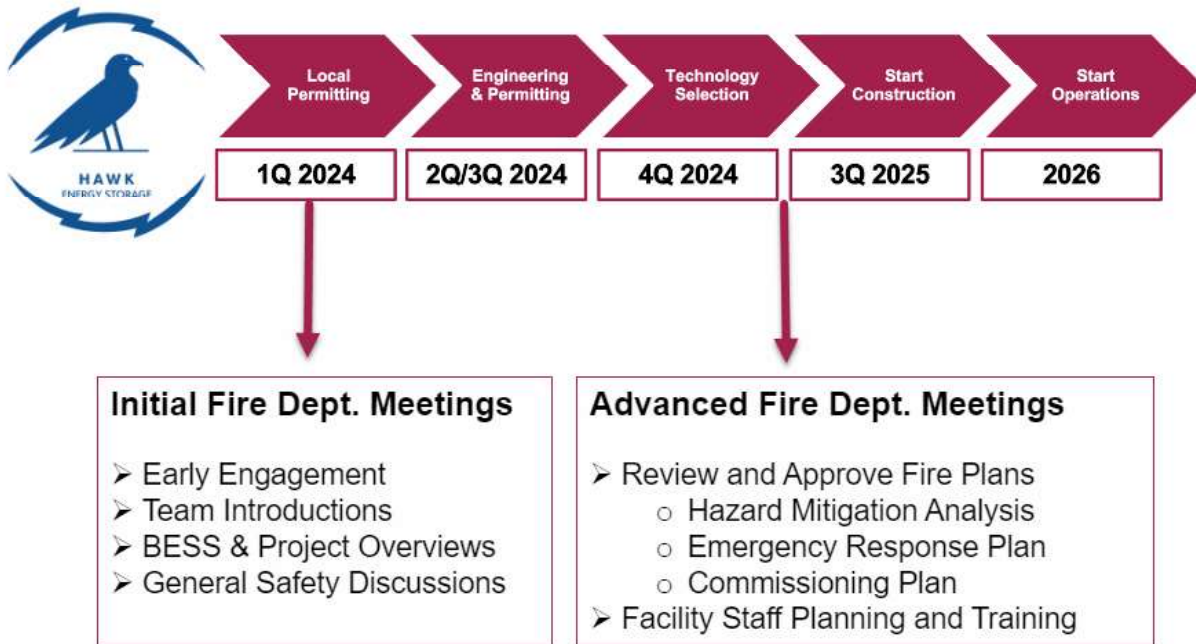 HAWK
ENERGY STORAGE
Local
Permitting
Engineering
& Permitting
Technology
Selection
Start
Construction
Start
Operations
1Q 2024
2Q/3Q 2024
4Q 2024
3Q 2025
2026
Initial Fire Dept. Meetings
➢ Early Engagement
➢ Team Introductions
➢ BESS & Project Overviews
➢ General Safety Discussions
Advanced Fire Dept. Meetings
➢ Review and Approve Fire Plans
o Hazard Mitigation Analysis
o Emergency Response Plan
o Commissioning Plan
➢ Facility Staff Planning and Training